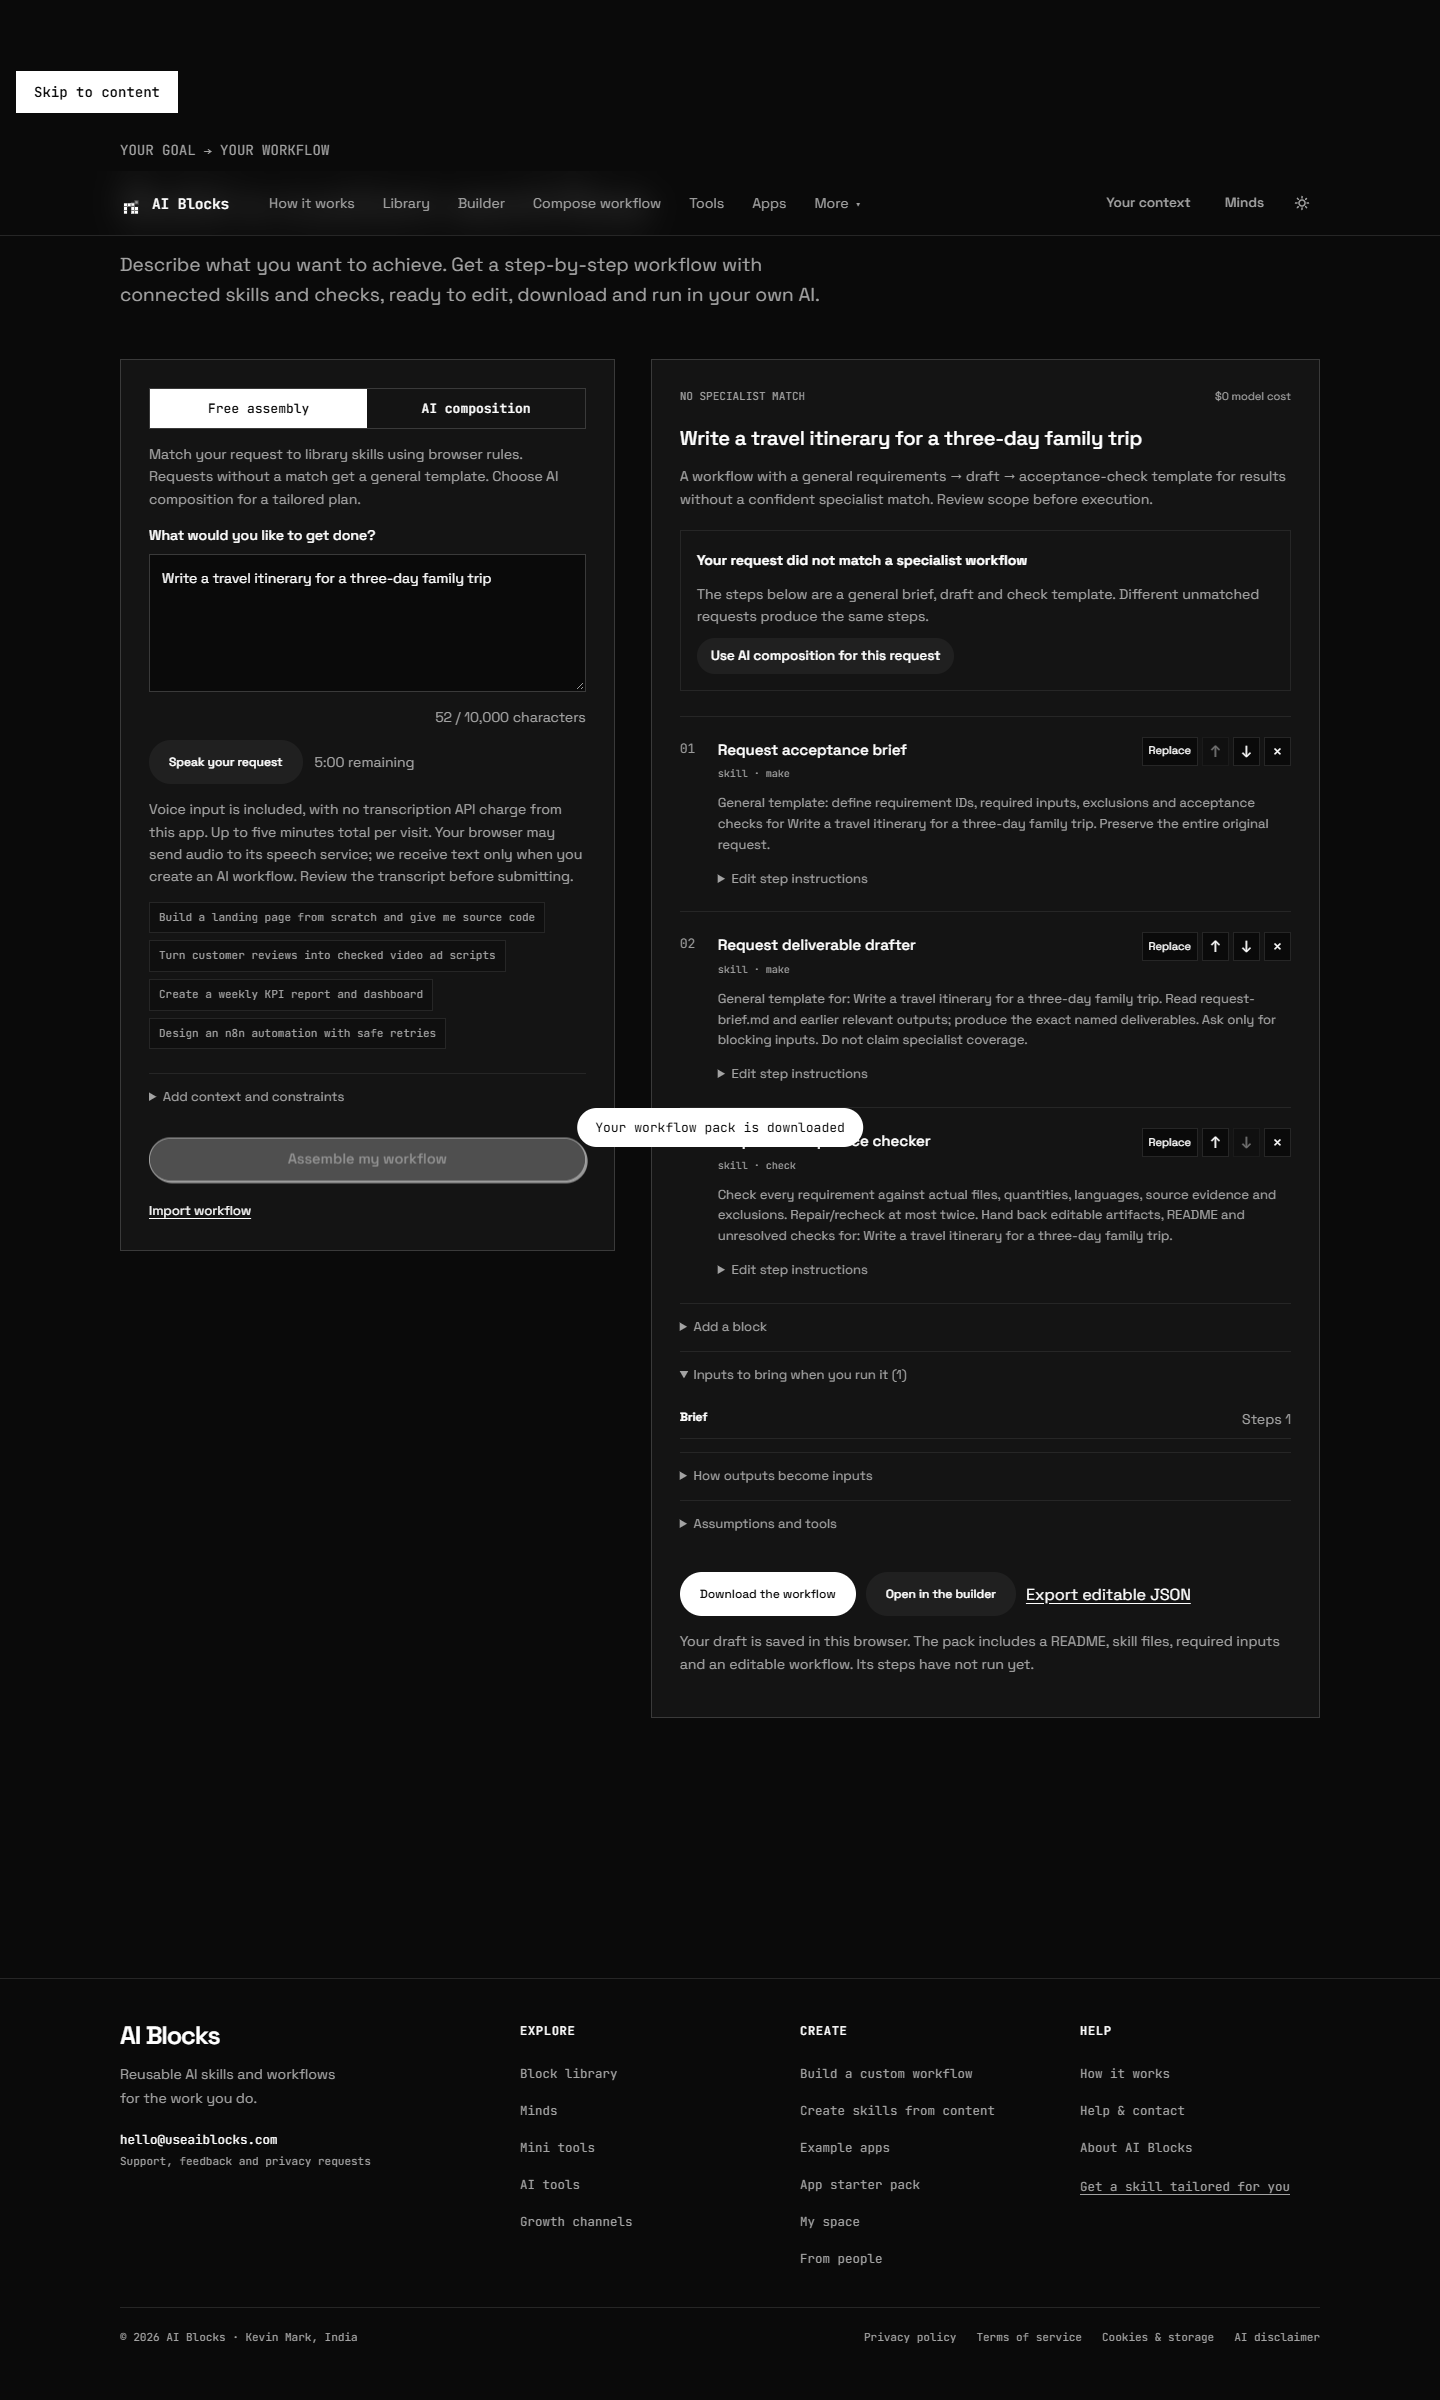 Skip to content
YOUR GOAL → YOUR WORKFLOW
AI Blocks
How it works
Library
Builder
Compose workflow
Tools
Apps
More ▾
Your context
Minds
Describe what you want to achieve. Get a step-by-step workflow with
connected skills and checks, ready to edit, download and run in your own AI.
Free assembly
AI composition
Match your request to library skills using browser rules.
Requests without a match get a general template. Choose AI
composition for a tailored plan.
What would you like to get done?
Write a travel itinerary for a three-day family trip
52 / 10,000 characters
Speak your request
5:00 remaining
Voice input is included, with no transcription API charge from
this app. Up to five minutes total per visit. Your browser may
send audio to its speech service; we receive text only when you
create an AI workflow. Review the transcript before submitting.
Build a landing page from scratch and give me source code
Turn customer reviews into checked video ad scripts
Create a weekly KPI report and dashboard
Design an n8n automation with safe retries
▶ Add context and constraints
Assemble my workflow
Import workflow
NO SPECIALIST MATCH
$0 model cost
Write a travel itinerary for a three-day family trip
A workflow with a general requirements → draft → acceptance-check template for results
without a confident specialist match. Review scope before execution.
Your request did not match a specialist workflow
The steps below are a general brief, draft and check template. Different unmatched
requests produce the same steps.
Use AI composition for this request
01
Request acceptance brief
Replace ↑ ↓ ×
skill · make
General template: define requirement IDs, required inputs, exclusions and acceptance
checks for Write a travel itinerary for a three-day family trip. Preserve the entire original
request.
▶ Edit step instructions
02
Request deliverable drafter
Replace ↑ ↓ ×
skill · make
General template for: Write a travel itinerary for a three-day family trip. Read request-
brief.md and earlier relevant outputs; produce the exact named deliverables. Ask only for
blocking inputs. Do not claim specialist coverage.
▶ Edit step instructions
Your workflow pack is downloaded
checker
Replace ↑ ↓ ×
skill · check
Check every requirement against actual files, quantities, languages, source evidence and
exclusions. Repair/recheck at most twice. Hand back editable artifacts, README and
unresolved checks for: Write a travel itinerary for a three-day family trip.
▶ Edit step instructions
▶ Add a block
▼ Inputs to bring when you run it (1)
Brief
Steps 1
▶ How outputs become inputs
▶ Assumptions and tools
Download the workflow
Open in the builder
Export editable JSON
Your draft is saved in this browser. The pack includes a README, skill files, required inputs
and an editable workflow. Its steps have not run yet.
AI Blocks
Reusable AI skills and workflows
for the work you do.
hello@useaiblocks.com
Support, feedback and privacy requests
EXPLORE
Block library
Minds
Mini tools
AI tools
Growth channels
CREATE
Build a custom workflow
Create skills from content
Example apps
App starter pack
My space
From people
HELP
How it works
Help & contact
About AI Blocks
Get a skill tailored for you
© 2026 AI Blocks · Kevin Mark, India
Privacy policy
Terms of service
Cookies & storage
AI disclaimer